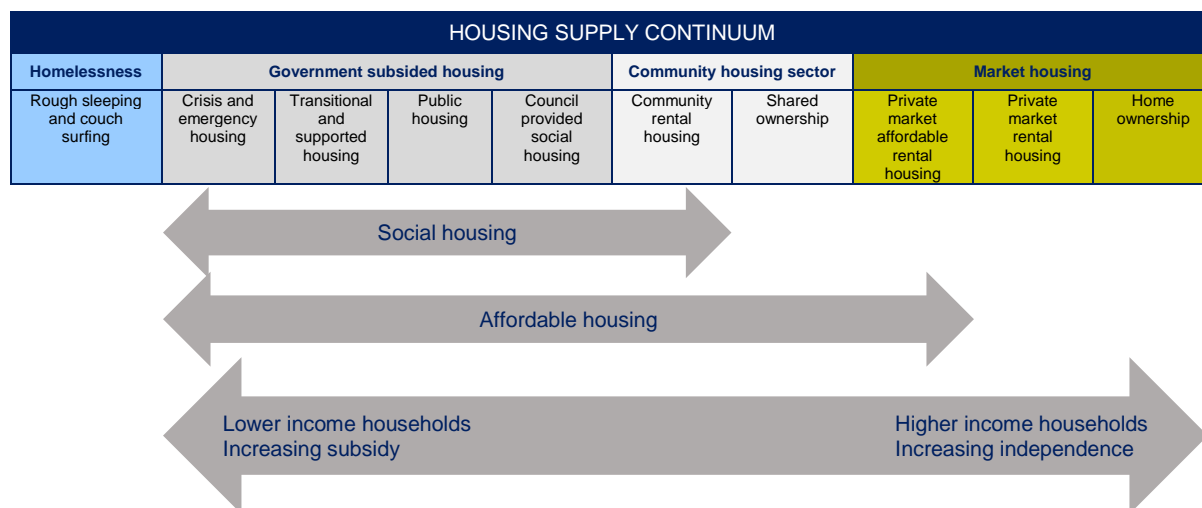 HOUSING SUPPLY CONTINUUM
Homelessness
Government subsided housing
Community housing sector
Market housing
Rough sleeping
and couch
surfing
Crisis and
emergency
housing
Transitional
and
supported
housing
Public
housing
Council
provided
social
housing
Community
rental
housing
Shared
ownership
Private
market
affordable
rental
housing
Private
market
rental
housing
Home
ownership
Social housing
Affordable housing
Lower income households
Increasing subsidy
Higher income households
Increasing independence